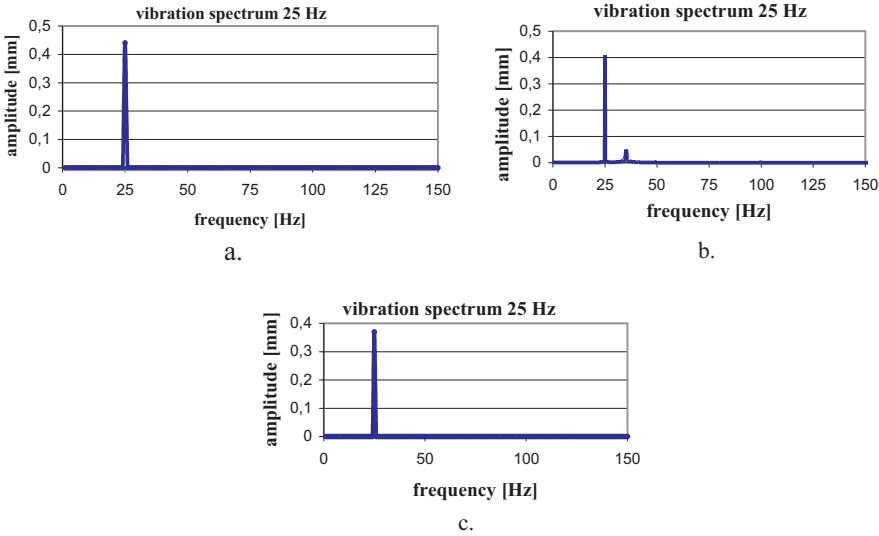 vibration spectrum 25 Hz
0,5
0,4
0,3
0,2
0,1
0
amplitude [mm]
0 25 50 75 100 125 150
frequency [Hz]
a.
vibration spectrum 25 Hz
0,5
0,4
0,3
0,2
0,1
0
amplitude [mm]
0 25 50 75 100 125 150
frequency [Hz]
b.
vibration spectrum 25 Hz
0,4
0,3
0,2
0,1
0
amplitude [mm]
0 50 100 150
frequency [Hz]
c.